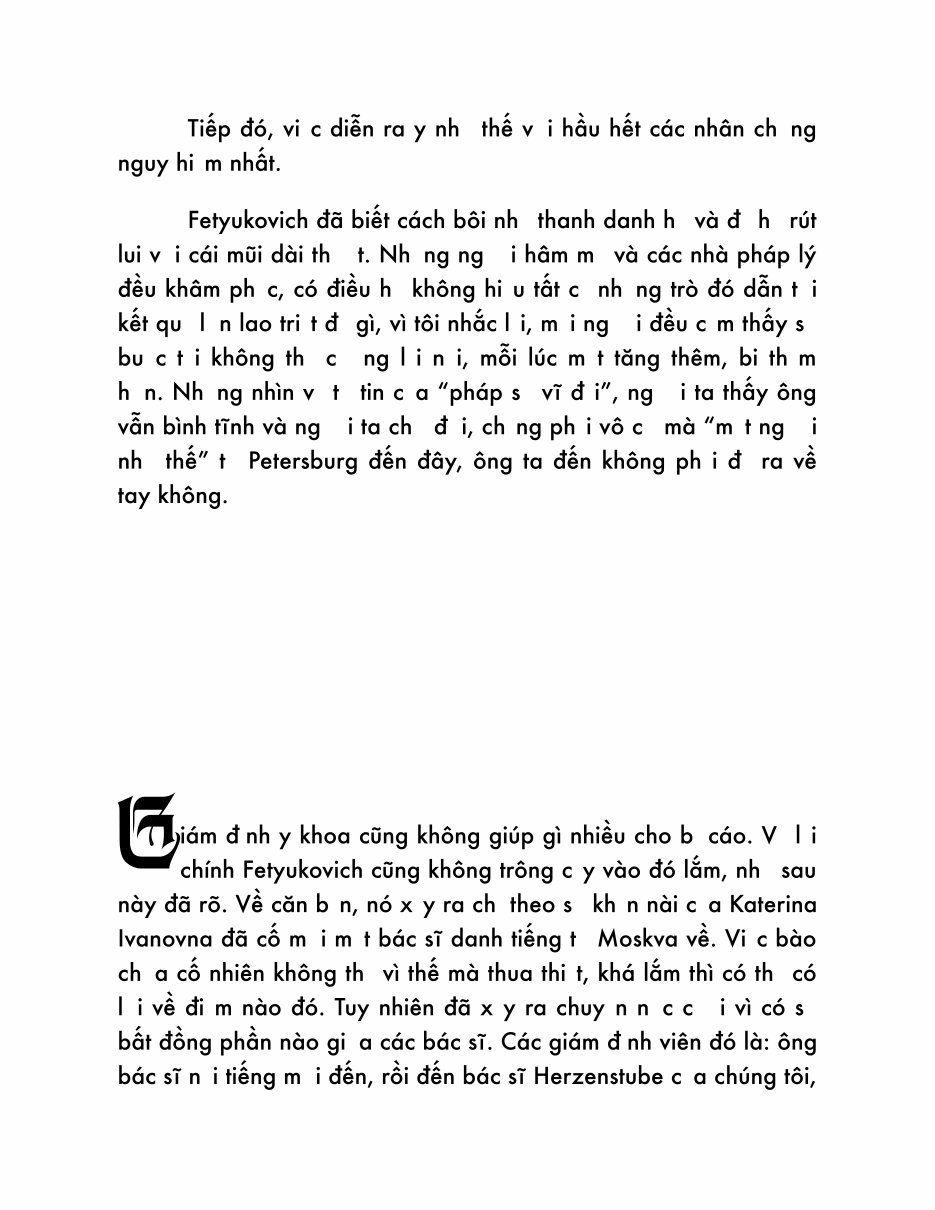 Tiếp đó, vi c diễn ra y nh thế v i hầu hết các nhân ch ng
nguy hi m nhất.
Fetyukovich đã biết cách bôi nh thanh danh h và đ h rút
lui v i cái mũi dài th t. Nh ng ng i hâm m và các nhà pháp lý
đều khâm ph c, có điều h không hi u tất c nh ng trò đó dẫn t i
kết qu l n lao tri t đ gì, vì tôi nhắc l i, m i ng i đều c m thấy s
bu c t i không th c ng l i n i, mỗi lúc m t tăng thêm, bi th m
h n. Nh ng nhìn v t tin c a “pháp s vĩ đ i”, ng i ta thấy ông
vẫn bình tĩnh và ng i ta ch đ i, ch ng ph i vô c mà “m t ng i
nh thế” t Petersburg đến đây, ông ta đến không ph i đ ra về
tay không.
Giám đ nh y khoa cũng không giúp gì nhiều cho b cáo. V l i
chính Fetyukovich cũng không trông c y vào đó lắm, nh sau
này đã rõ. Về căn b n, nó x y ra ch theo s kh n nài c a Katerina
Ivanovna đã cố m i m t bác sĩ danh tiếng t Moskva về. Vi c bào
ch a cố nhiên không th vì thế mà thua thi t, khá lắm thì có th có
l i về đi m nào đó. Tuy nhiên đã x y ra chuy n n c c i vì có s
bất đồng phần nào gi a các bác sĩ. Các giám đ nh viên đó là: ông
bác sĩ n i tiếng m i đến, rồi đến bác sĩ Herzenstube c a chúng tôi,